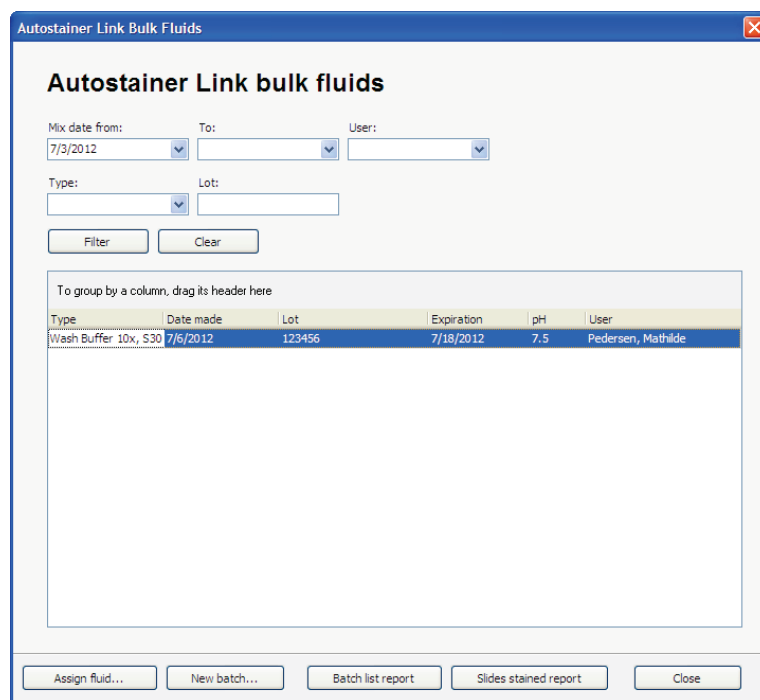 Autostainer Link Bulk Fluids
Autostainer Link bulk fluids
Mix date from: To: User:
7/3/2012
Type: Lot:
Filter Clear
To group by a column, drag its header here
Type Date made Lot Expiration pH User
Wash Buffer 10x, S30 7/6/2012 123456 7/18/2012 7.5 Pedersen, Mathilde
Assign fluid... New batch... Batch list report Slides stained report Close